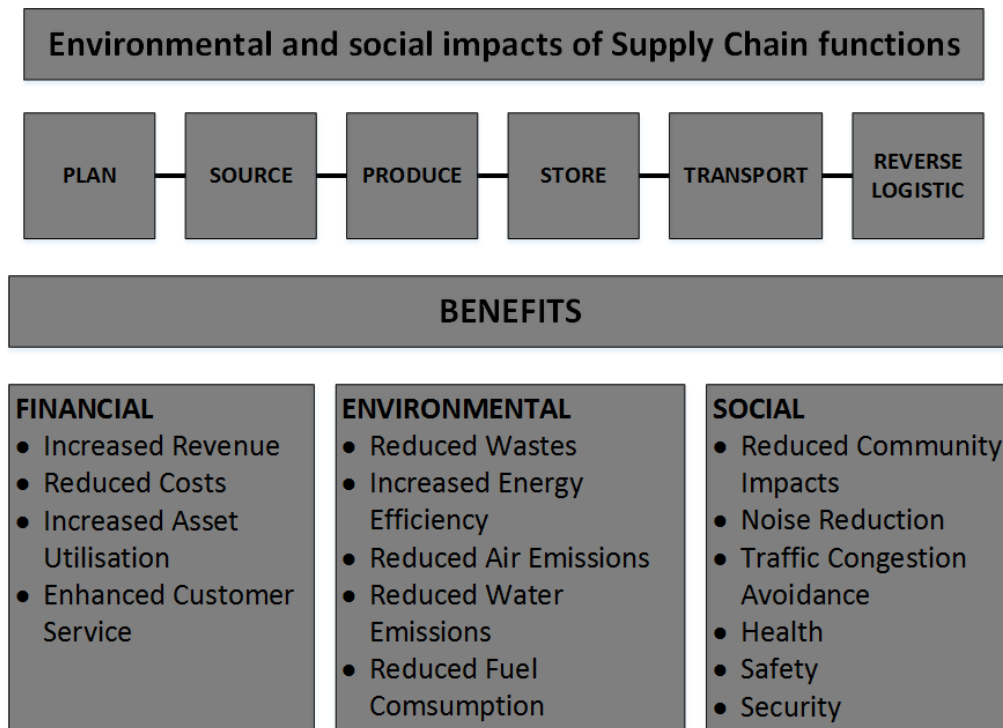 Environmental and social impacts of Supply Chain functions
PLAN
SOURCE
PRODUCE
STORE
TRANSPORT
REVERSE
LOGISTIC
BENEFITS
FINANCIAL
• Increased Revenue
• Reduced Costs
• Increased Asset
Utilisation
• Enhanced Customer
Service
ENVIRONMENTAL
• Reduced Wastes
• Increased Energy
Efficiency
• Reduced Air Emissions
• Reduced Water
Emissions
• Reduced Fuel
Comsumption
SOCIAL
• Reduced Community
Impacts
• Noise Reduction
• Traffic Congestion
Avoidance
• Health
• Safety
• Security